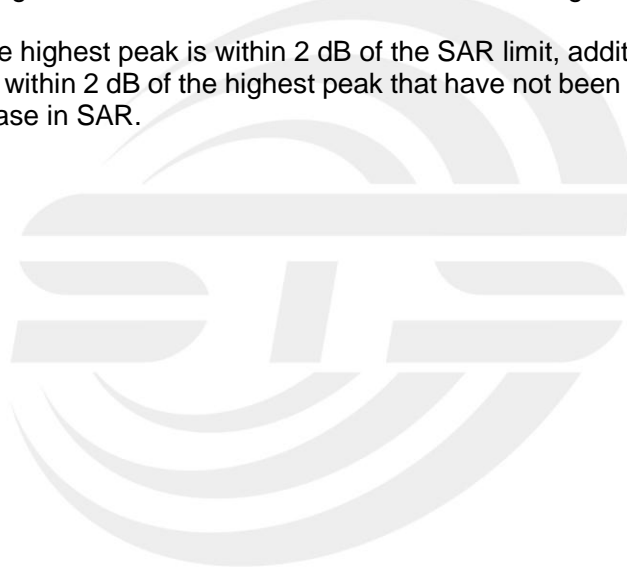 e highest peak is within 2 dB of the SAR limit, addit
within 2 dB of the highest peak that have not been
ase in SAR.
STS